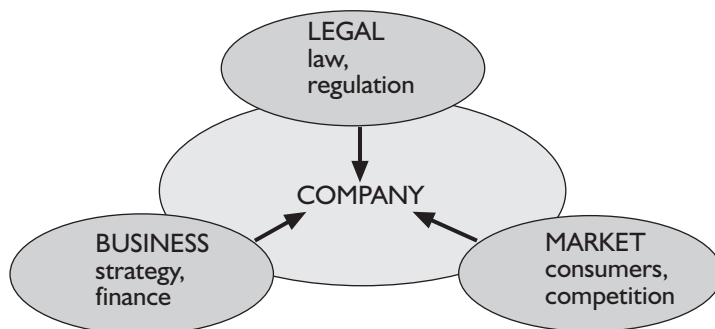 LEGAL
law,
regulation
COMPANY
BUSINESS
strategy,
finance
MARKET
consumers,
competition